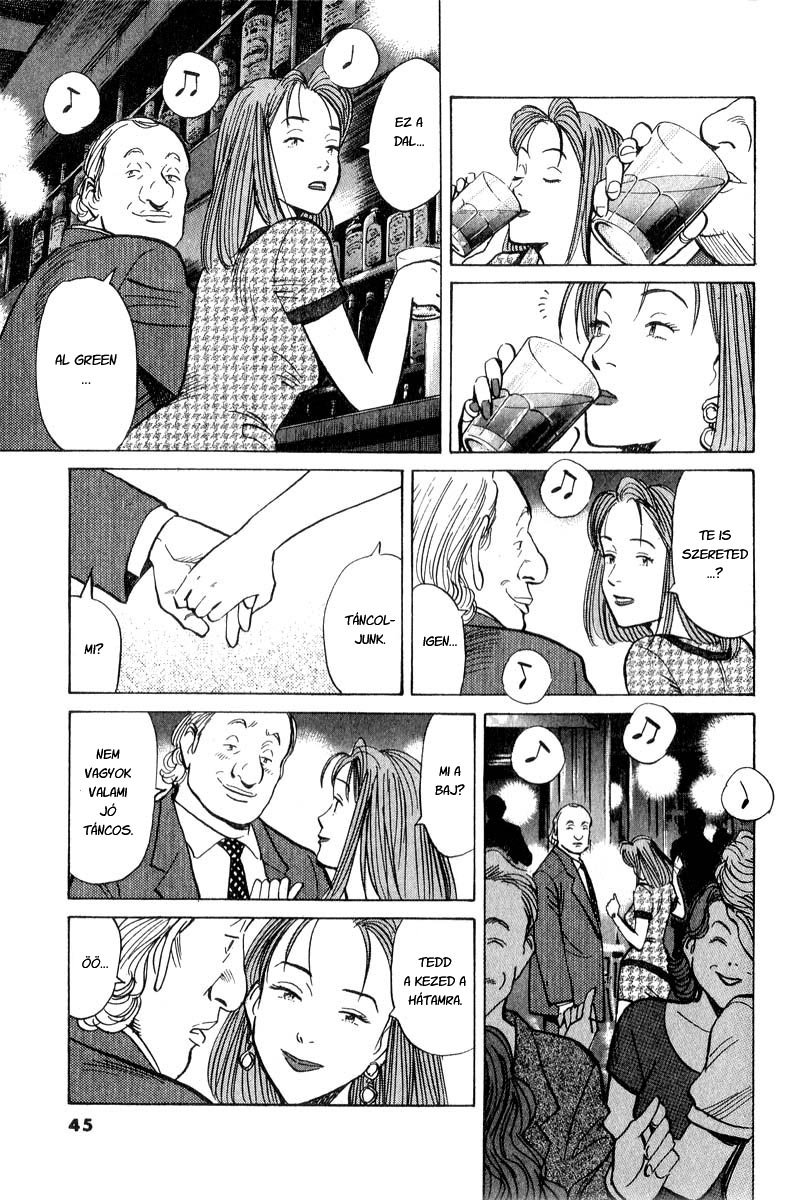 EZ A
DAL...
AL GREEN
...
TE IS
SZERETED
...?
IGEN...
TÁNCOL-
JUNK.
MI?
MI A
BAJ?
NEM
VAGYOK
VALAMI
JÓ
TÁNCOS.
TEDD
A KEZED A
HÁTAMRA.
ÖÖ...
45